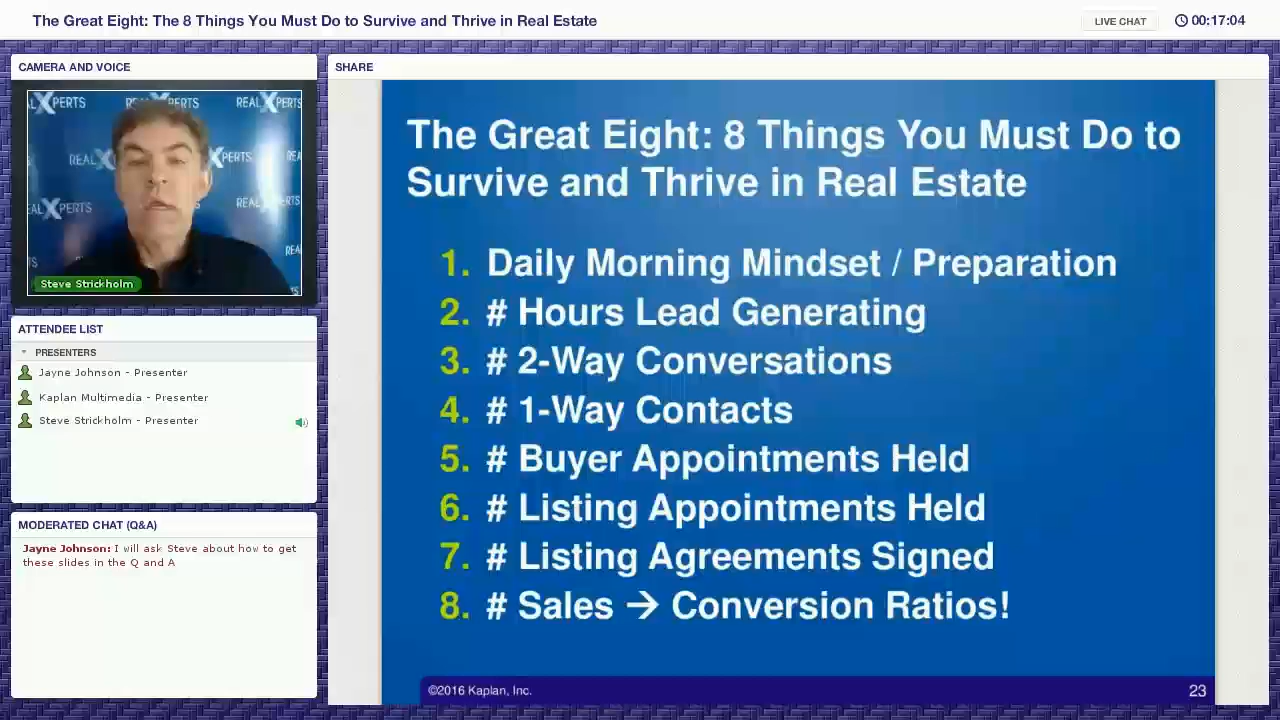 The Great Eight: The 8 Things You Must Do to Survive and Thrive in Real Estate
LIVE CHAT
00:17:04
CAMERA AND VOICE
REALXPERTS
Steve Strickholm
ATTENDEE LIST
PRESENTERS
Jayne Johnson - Presenter
Kaplan Multimedia - Presenter
Steve Strickholm - Presenter
MODERATED CHAT (Q&A)
Jayne Johnson: I will ask Steve about how to get
these slides in the Q and A
SHARE
The Great Eight: 8 Things You Must Do to
Survive and Thrive in Real Estate
1. Daily Morning Mindset / Preparation
2. # Hours Lead Generating
3. # 2-Way Conversations
4. # 1-Way Contacts
5. # Buyer Appointments Held
6. # Listing Appointments Held
7. # Listing Agreements Signed
8. # Sales → Conversion Ratios!
©2016 Kaplan, Inc.
23